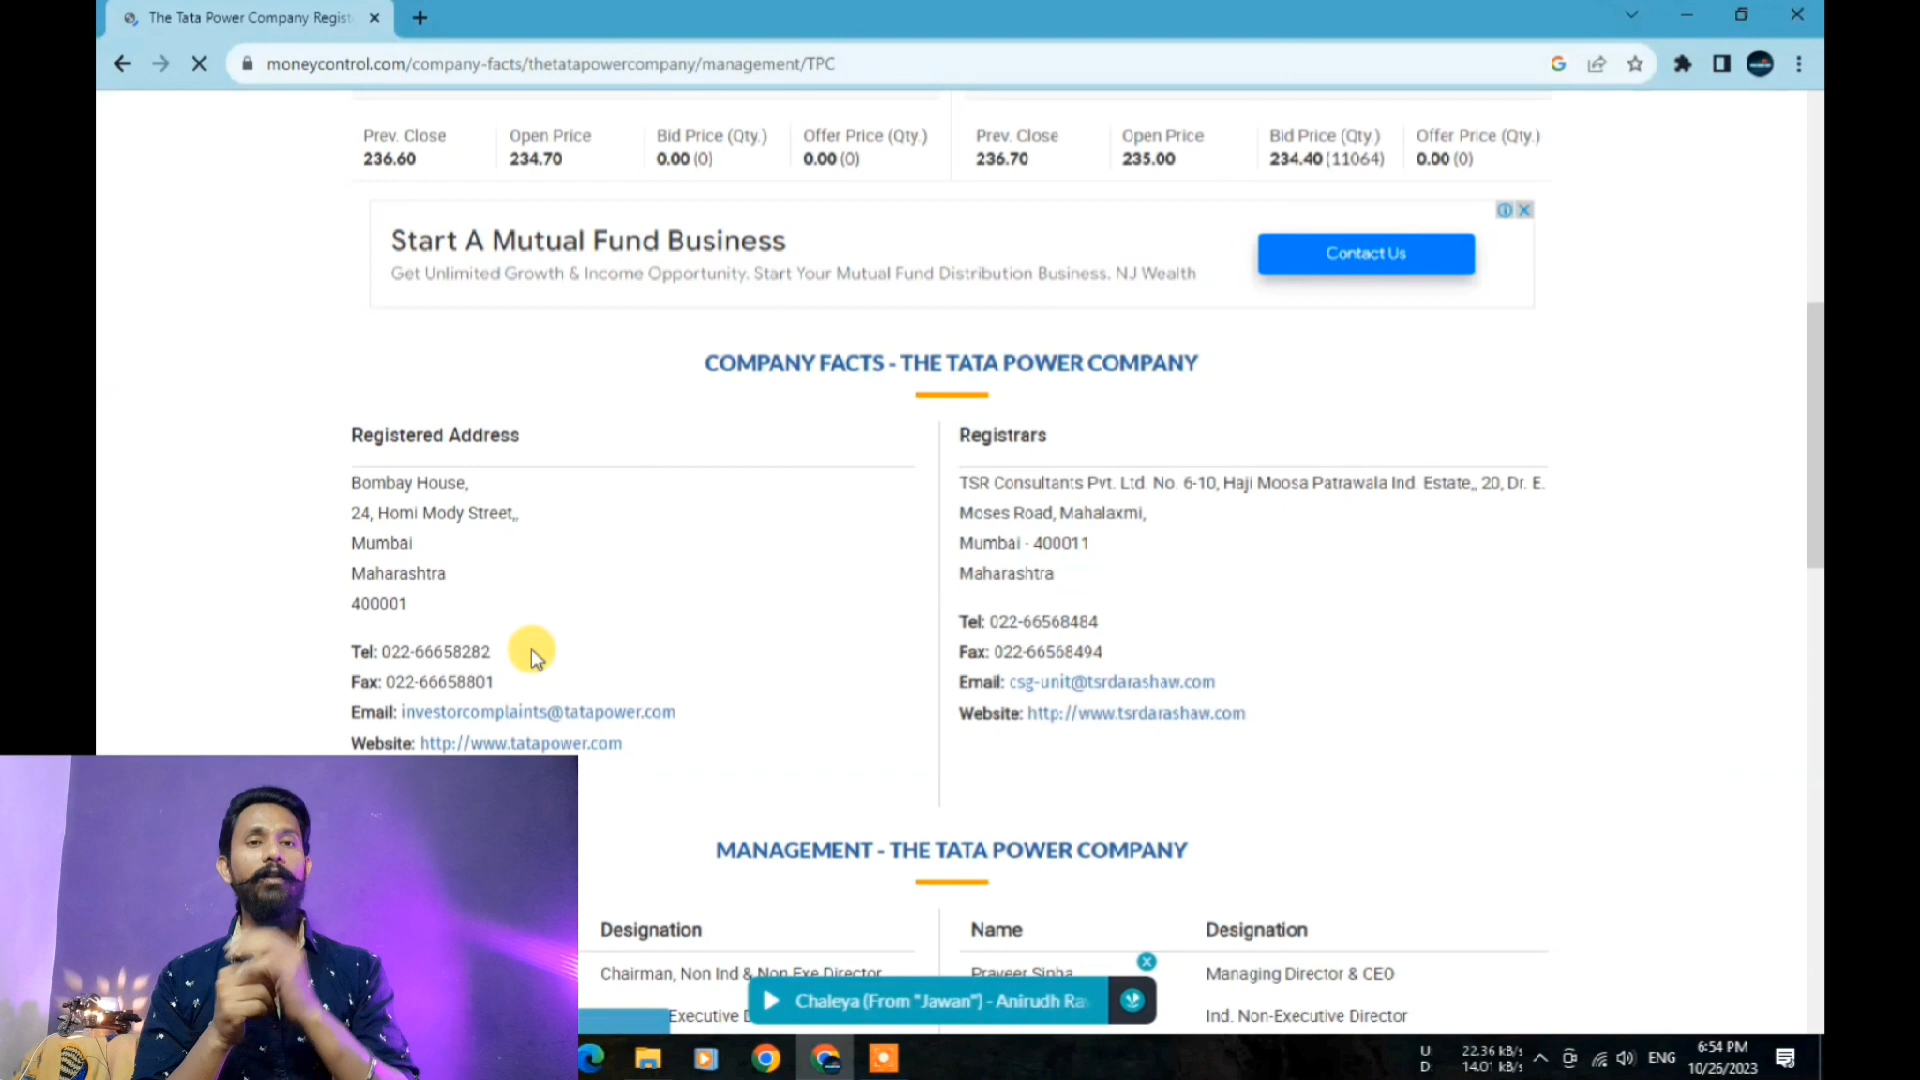 The Tata Power Company Regist
moneycontrol.com/company-facts/thetatapowercompany/management/TPC
Prev. Close Open Price Bid Price (Qty.) Offer Price (Qty.) Prev. Close Open Price Bid Price (Qty.) Offer Price (Qty.)
236.60 234.70 0.00 (0) 0.00 (0) 236.70 235.00 234.40 (11064) 0.00 (0)
Start A Mutual Fund Business
Get Unlimited Growth & Income Opportunity. Start Your Mutual Fund Distribution Business. NJ Wealth
Contact Us
COMPANY FACTS - THE TATA POWER COMPANY
Registered Address
Bombay House,
24, Homi Mody Street,,
Mumbai
Maharashtra
400001
Tel: 022-66658282
Fax: 022-66658801
Email: investorcomplaints@tatapower.com
Website: http://www.tatapower.com
Registrars
TSR Consultants Pvt. Ltd. No. 6-10, Haji Moosa Patrawala Ind. Estate,, 20, Dr. E.
Moses Road, Mahalaxmi,
Mumbai - 400011
Maharashtra
Tel: 022-66568484
Fax: 022-66568494
Email: csg-unit@tsrdarashaw.com
Website: http://www.tsrdarashaw.com
MANAGEMENT - THE TATA POWER COMPANY
Designation Name Designation
Chairman, Non Ind & Non Exe Director Praveer Sinha Managing Director & CEO
Executive Ind. Non-Executive Director
Chaleya (From "Jawan") - Anirudh Ra
U: 22.36 kB/s
D: 14.01 kB/s
ENG
6:54 PM
10/25/2023